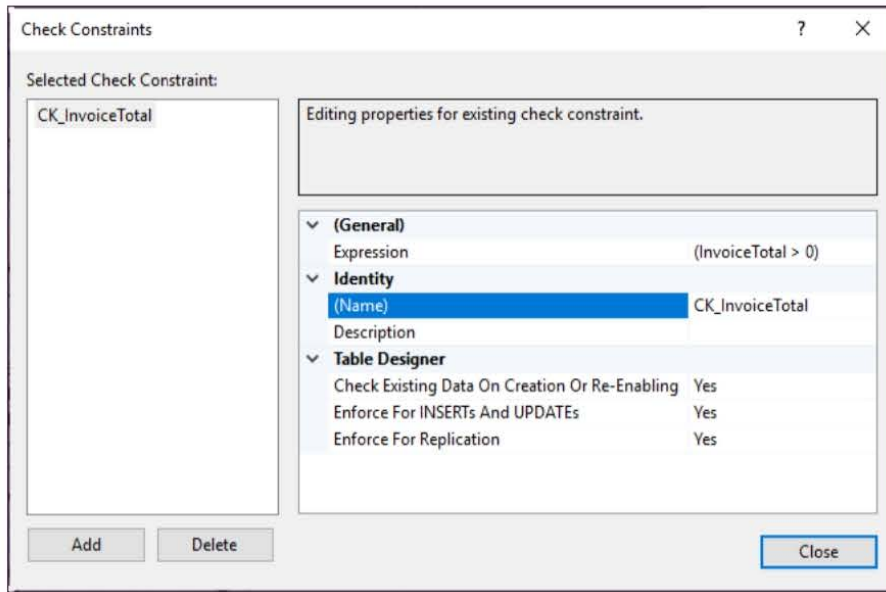 Check Constraints ? ×
Selected Check Constraint:
CK_InvoiceTotal
Editing properties for existing check constraint.
(General)
Expression (InvoiceTotal > 0)
Identity
(Name) CK_InvoiceTotal
Description
Table Designer
Check Existing Data On Creation Or Re-Enabling Yes
Enforce For INSERTs And UPDATEs Yes
Enforce For Replication Yes
Add Delete
Close